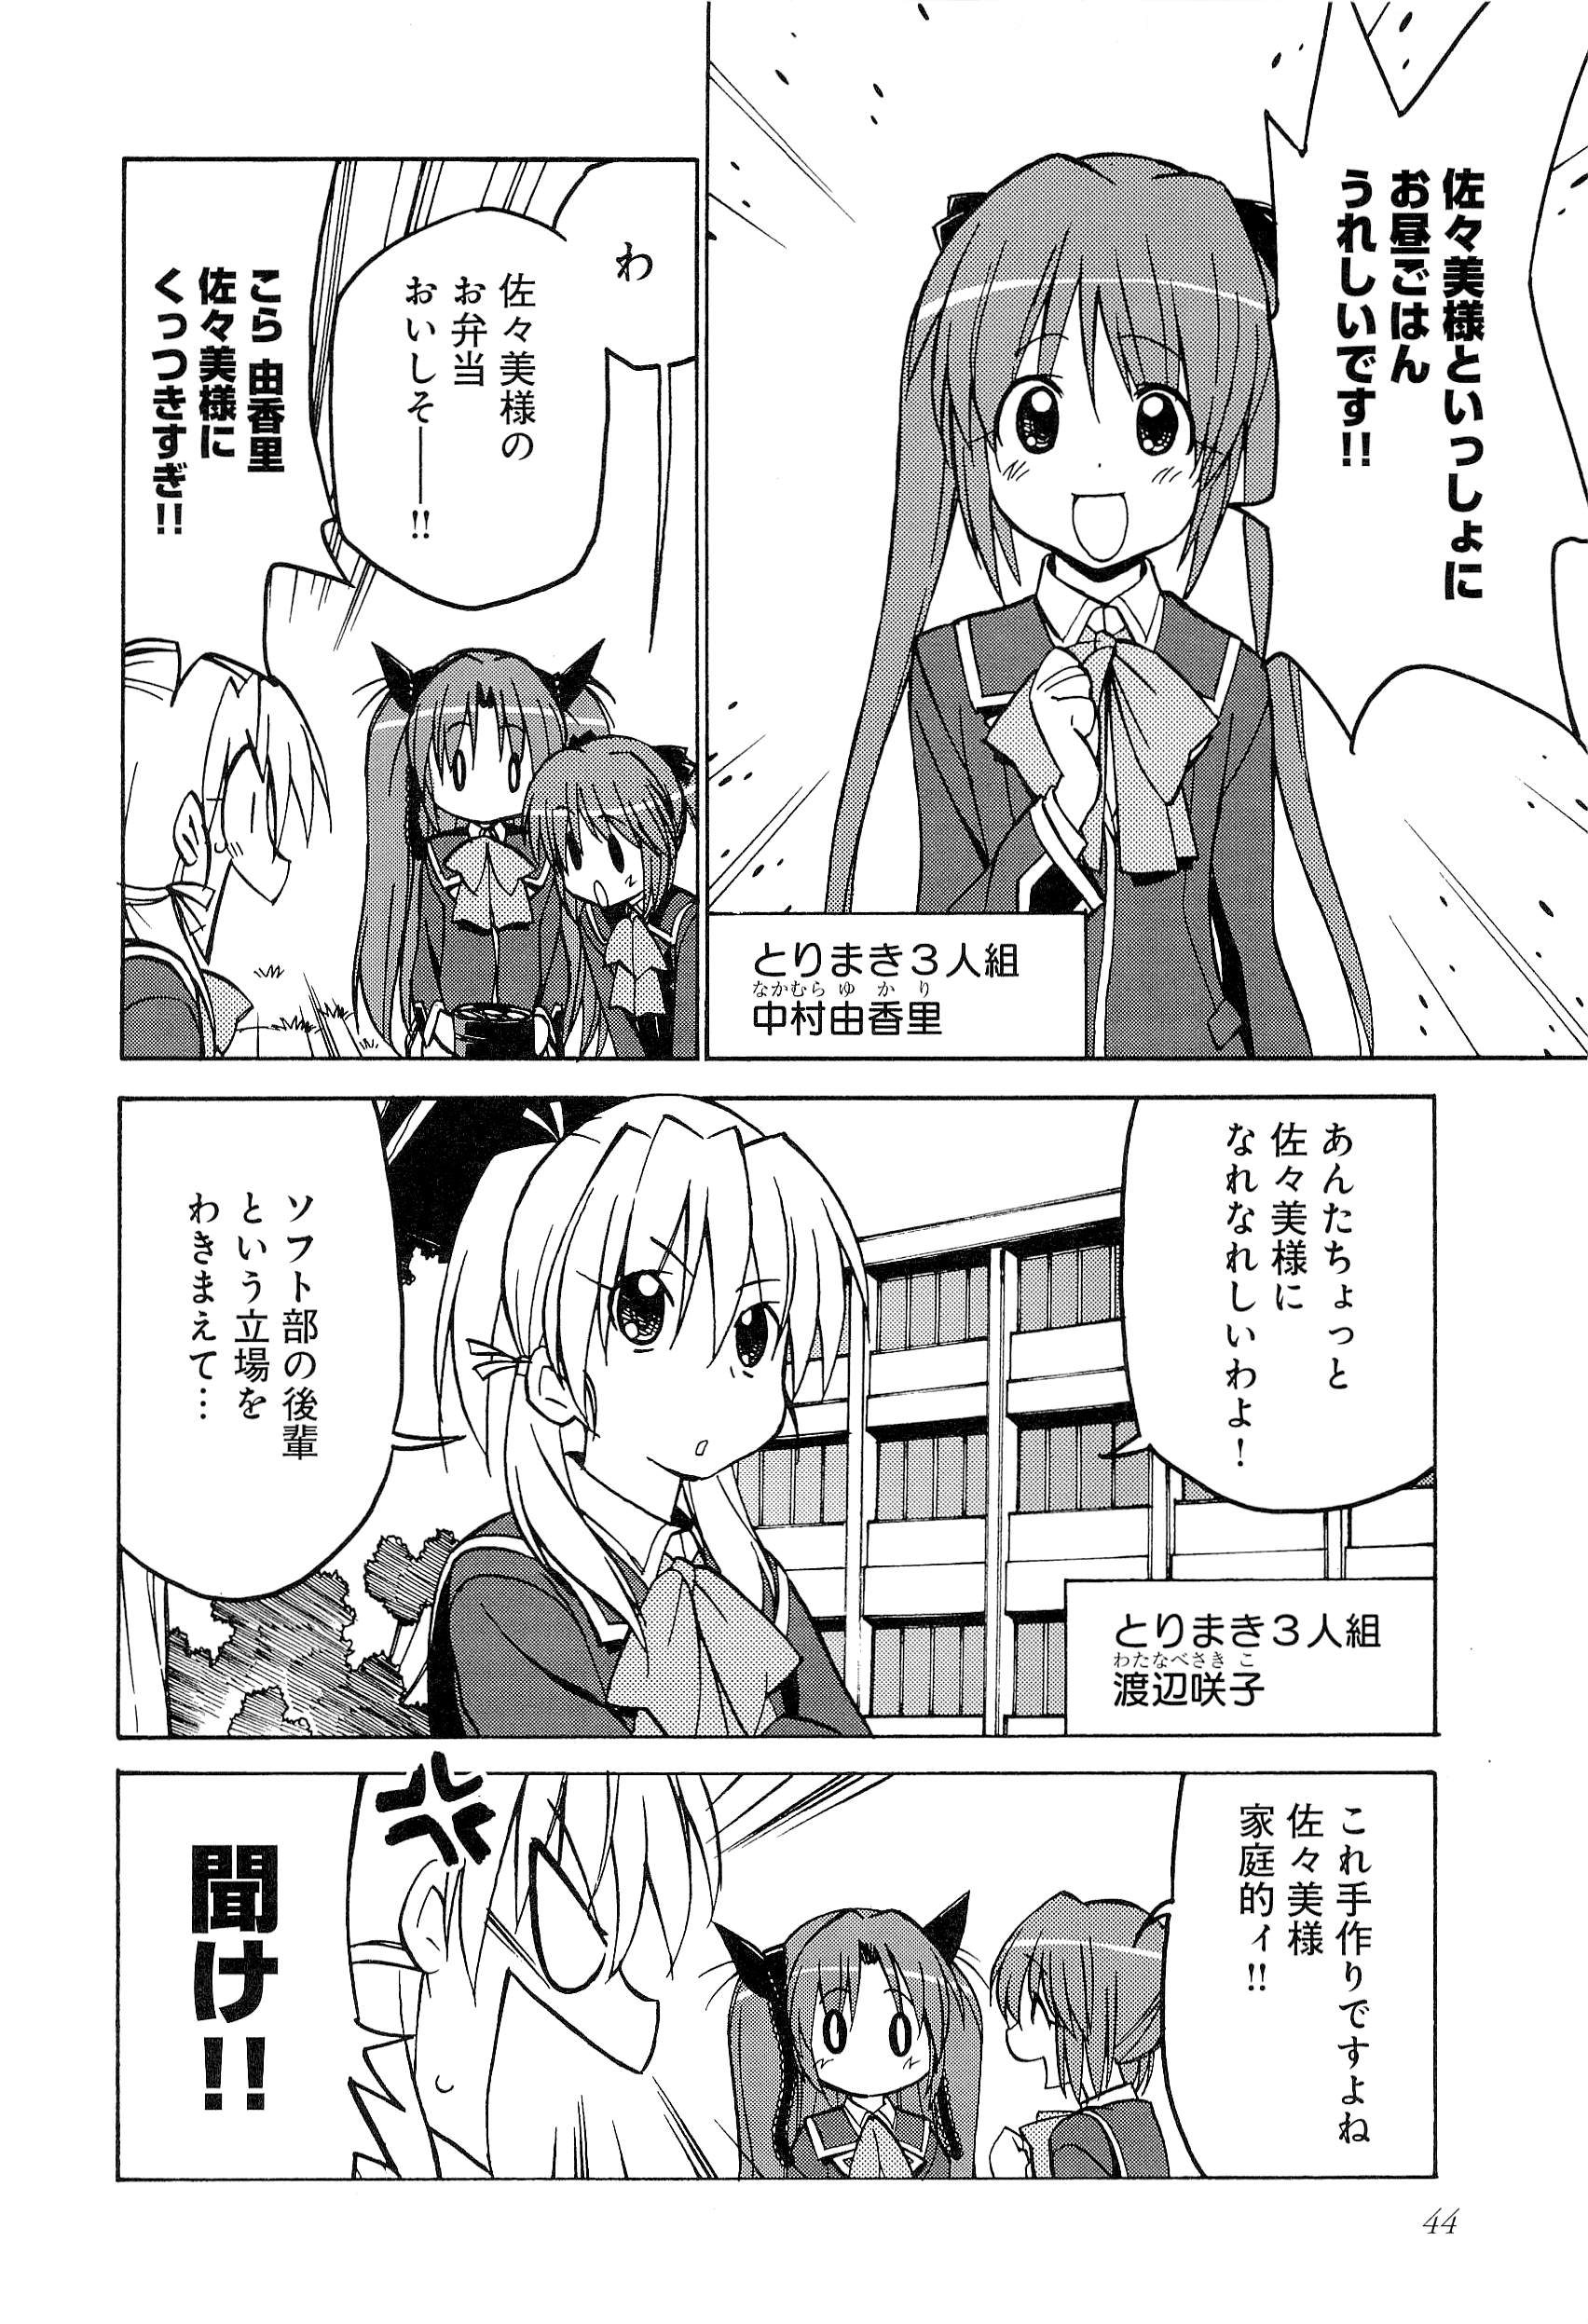 佐々美様といっしょに
お昼ごはん
うれしいです!!
とりまき3人組
なかむらゆかり
中村由香里
わ
佐々美様の
お弁当
おいしそ――!!
こら 由香里
佐々美様に
くっつきすぎ!!
あんたちょっと
佐々美様に
なれなれしいわよ!
とりまき3人組
わたなべさきこ
渡辺咲子
ソフト部の後輩
という立場を
わきまえて…
これ手作りですよね
佐々美様
家庭的ィ!!
聞け!!
44